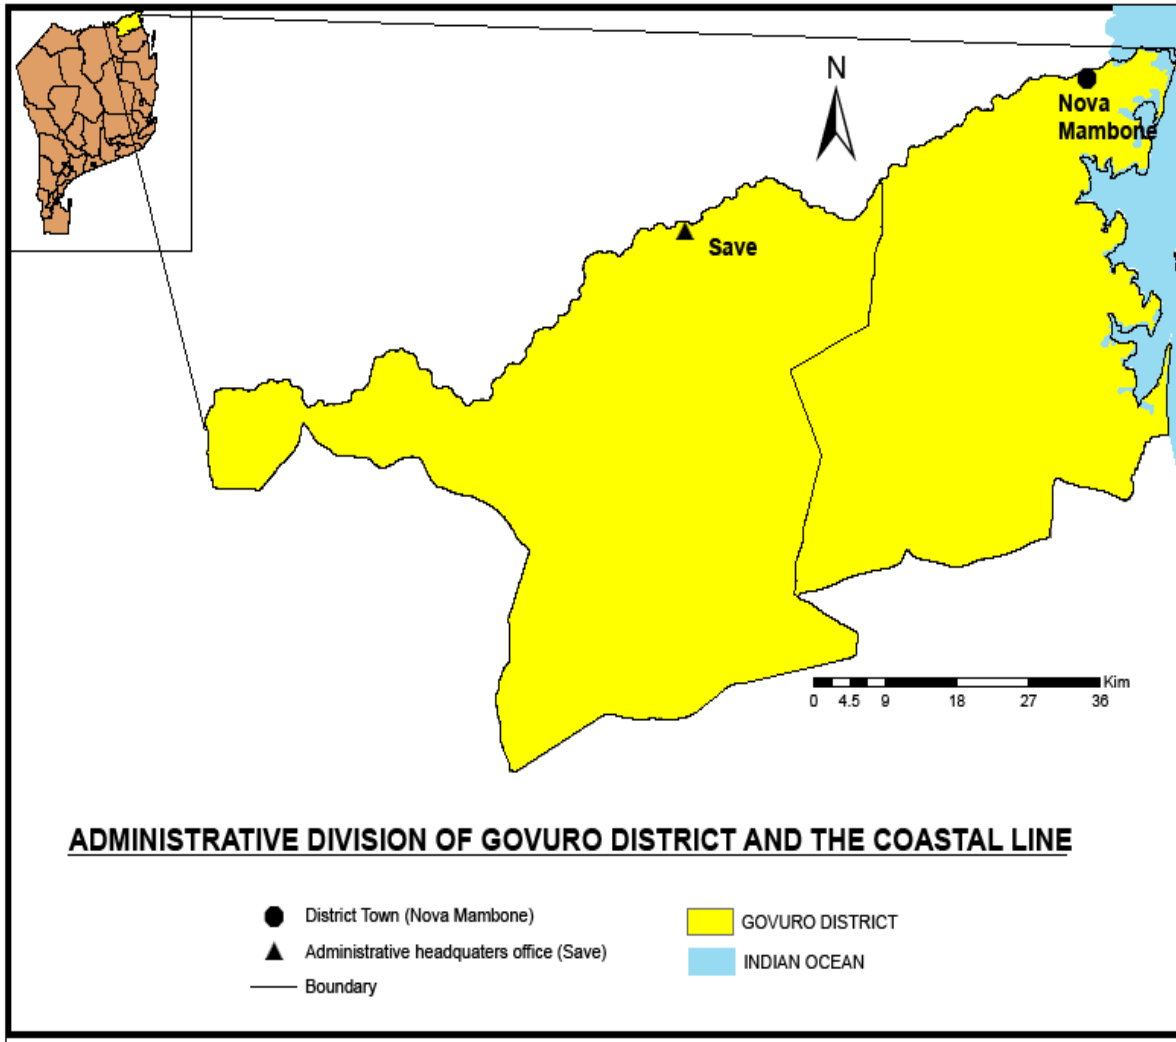 N
Nova
Mambone
Save
Kim
0 4.5 9 18 27 36
ADMINISTRATIVE DIVISION OF GOVURO DISTRICT AND THE COASTAL LINE
District Town (Nova Mambone)
Administrative headquaters office (Save)
Boundary
GOVURO DISTRICT
INDIAN OCEAN